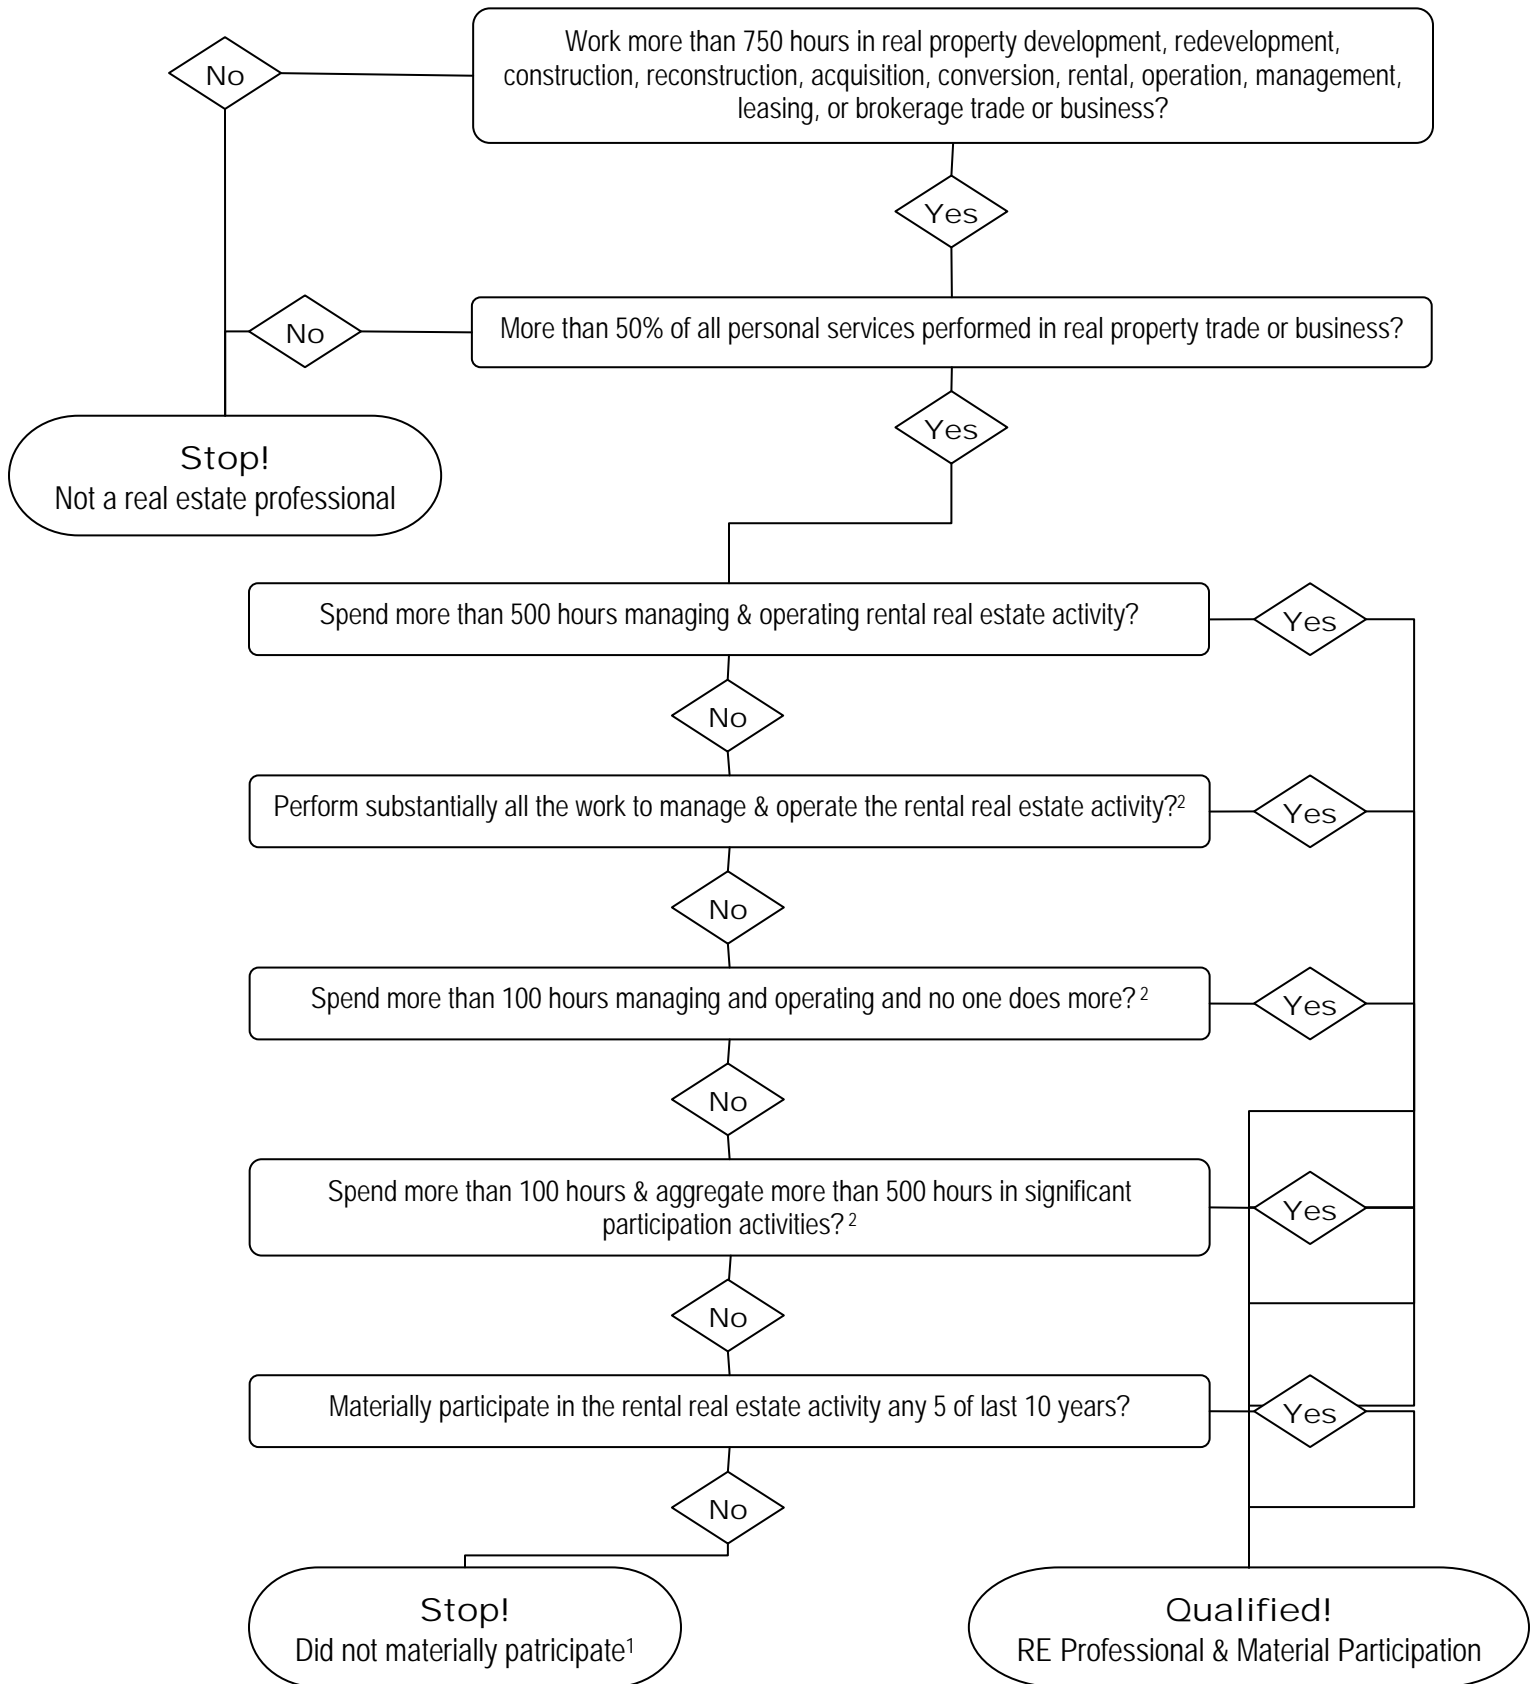 Work more than 750 hours in real property development, redevelopment,
construction, reconstruction, acquisition, conversion, rental, operation, management,
leasing, or brokerage trade or business?
No
Yes
More than 50% of all personal services performed in real property trade or business?
No
Yes
Stop!
Not a real estate professional
Spend more than 500 hours managing & operating rental real estate activity?
Yes
No
Perform substantially all the work to manage & operate the rental real estate activity?²
Yes
No
Spend more than 100 hours managing and operating and no one does more? ²
Yes
No
Spend more than 100 hours & aggregate more than 500 hours in significant
participation activities? ²
Yes
No
Materially participate in the rental real estate activity any 5 of last 10 years?
Yes
No
Stop!
Did not materially patricipate¹
Qualified!
RE Professional & Material Participation